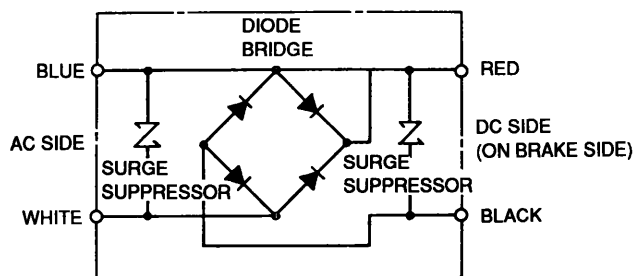 DIODE
BRIDGE
BLUE
RED
AC SIDE
DC SIDE
(ON BRAKE SIDE)
SURGE
SUPPRESSOR
SURGE
SUPPRESSOR
WHITE
BLACK